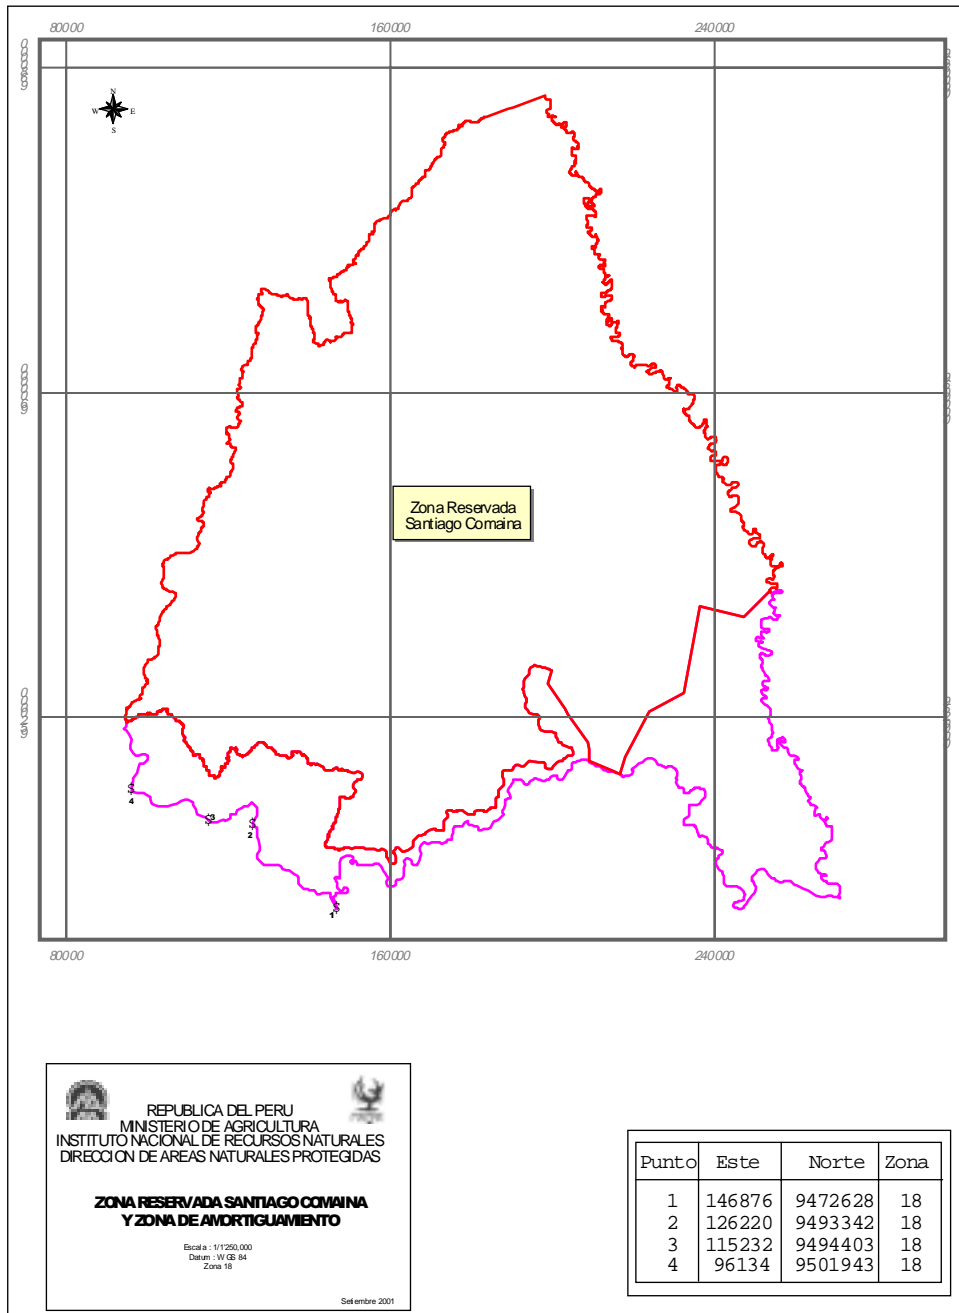 80000 160000 240000
N
W E
S
Zona Reservada
Santiago Comaina
4
$3
2
1
$
80000 160000 240000
REPUBLICA DEL PERU
MINISTERIO DE AGRICULTURA
INSTITUTO NACIONAL DE RECURSOS NATURALES
DIRECCION DE AREAS NATURALES PROTEGIDAS
ZONA RESERVADA SANTIAGO COMAINA
Y ZONA DE AMORTIGUAMIENTO
Escala : 1/1'250,000
Datum : WGS 84
Zona 18
Setiembre 2001
Punto Este Norte Zona
1 146876 9472628 18
2 126220 9493342 18
3 115232 9494403 18
4 96134 9501943 18